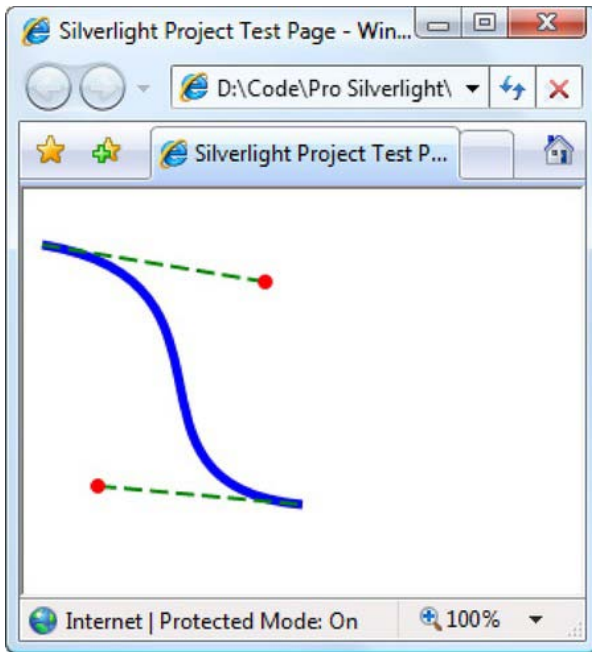 Silverlight Project Test Page - Win...
D:\Code\Pro Silverlight\
Silverlight Project Test P...
Internet | Protected Mode: On
100%